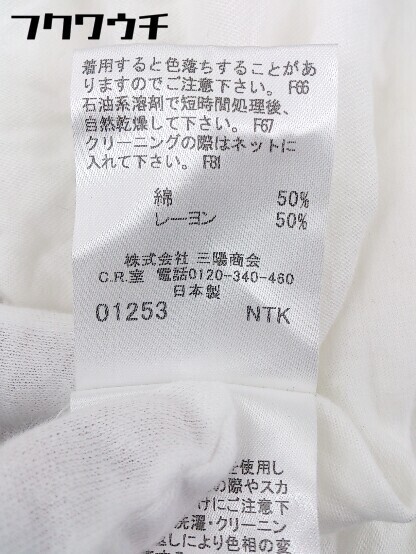 フクワウチ
着用すると色落ちすることがあ
りますのでご注意下さい。 F66
石油系溶剤で短時間処理後、
自然乾燥して下さい。 F67
クリーニングの際はネットに
入れて下さい。 F81
綿 50%
レーヨン 50%
株式会社 三陽商会
C.R.室 電話0120-340-460
日本製
01253 NTK
を使用し
の際やスカ
けにご注意下
洗濯・クリーニン
返しにより色相の変